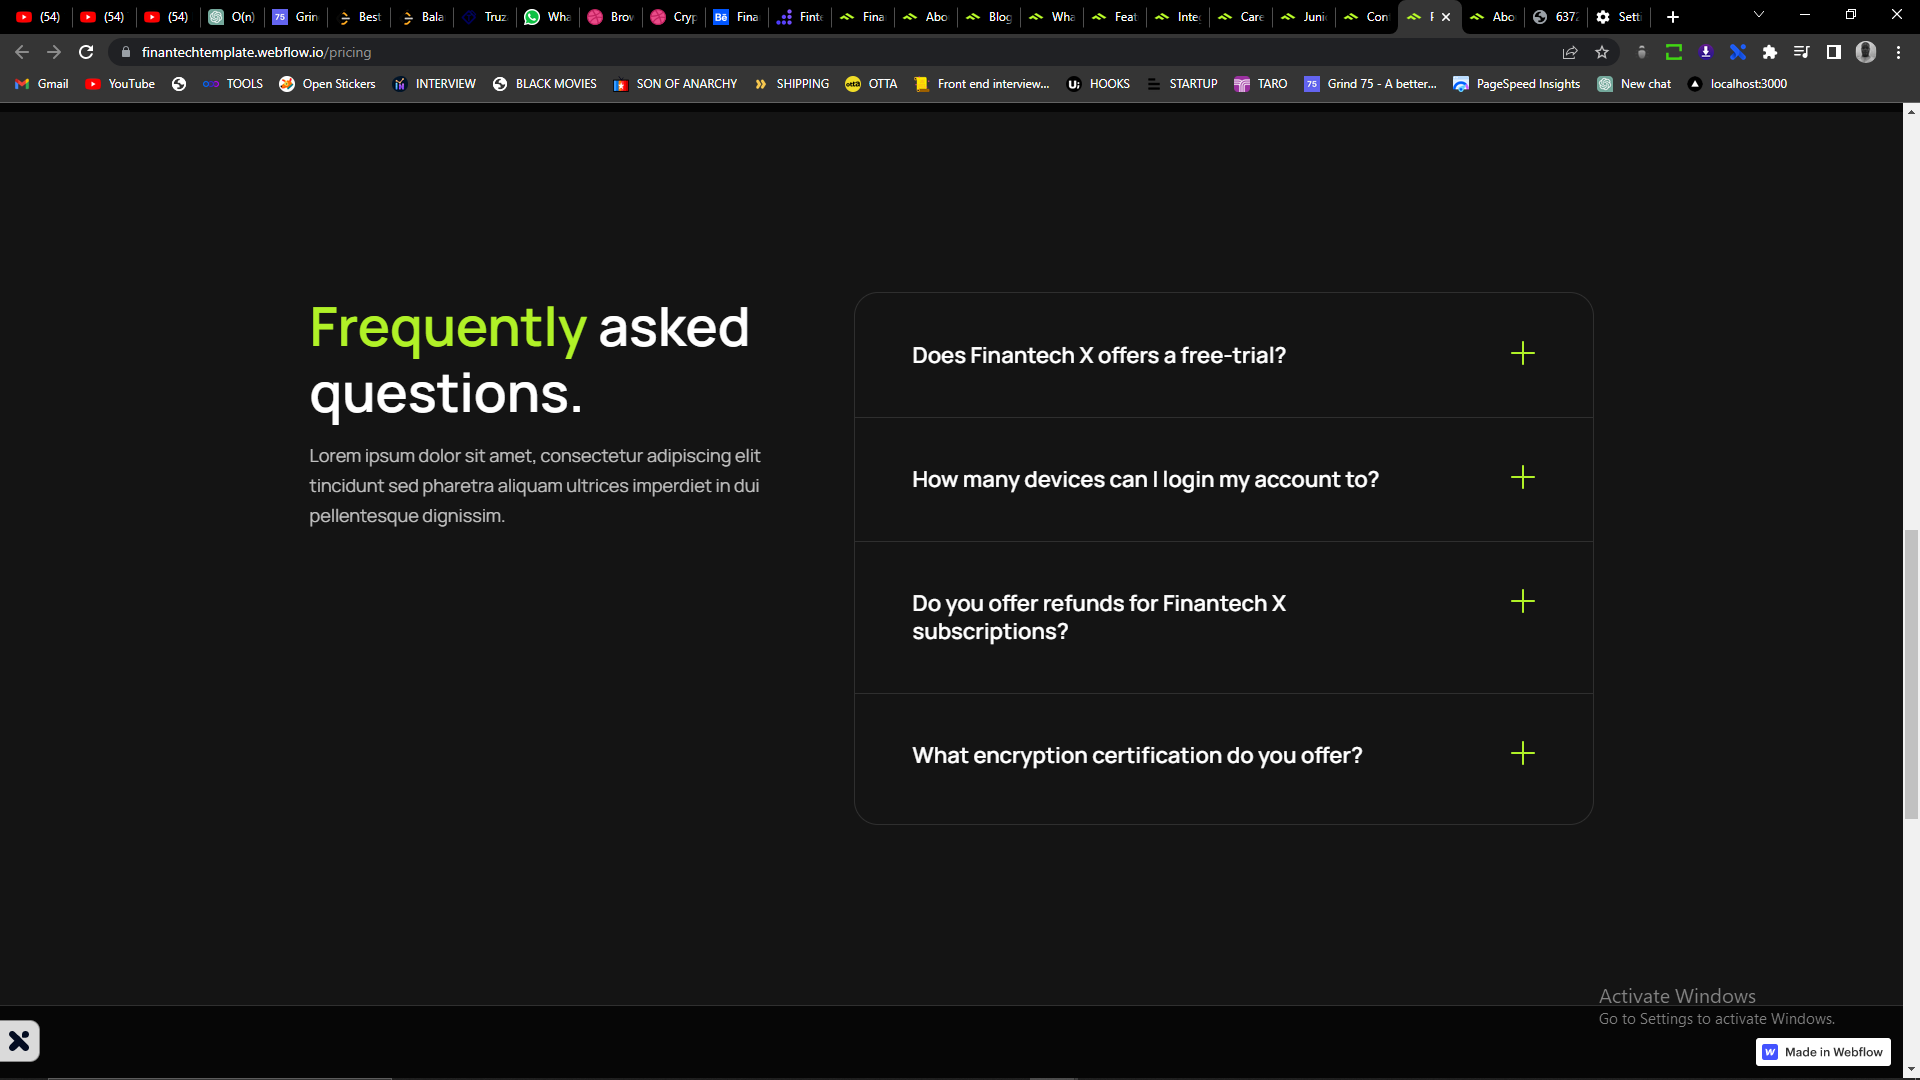 (54)
(54)
(54)
O(n)
Grin
Best
Bala
Truz
Wha
Brow
Cryp
Fina
Finte
Fina
Abo
Blog
Wha
Feat
Inte
Care
Juni
Con
Abo
637
Setti
finantechtemplate.webflow.io/pricing
Gmail
YouTube
TOOLS
Open Stickers
INTERVIEW
BLACK MOVIES
SON OF ANARCHY
SHIPPING
OTTA
Front end interview...
HOOKS
STARTUP
TARO
Grind 75 - A better...
PageSpeed Insights
New chat
localhost:3000
Frequently asked
questions.
Lorem ipsum dolor sit amet, consectetur adipiscing elit
tincidunt sed pharetra aliquam ultrices imperdiet in dui
pellentesque dignissim.
Does Finantech X offers a free-trial?
How many devices can I login my account to?
Do you offer refunds for Finantech X
subscriptions?
What encryption certification do you offer?
Activate Windows
Go to Settings to activate Windows.
Made in Webflow